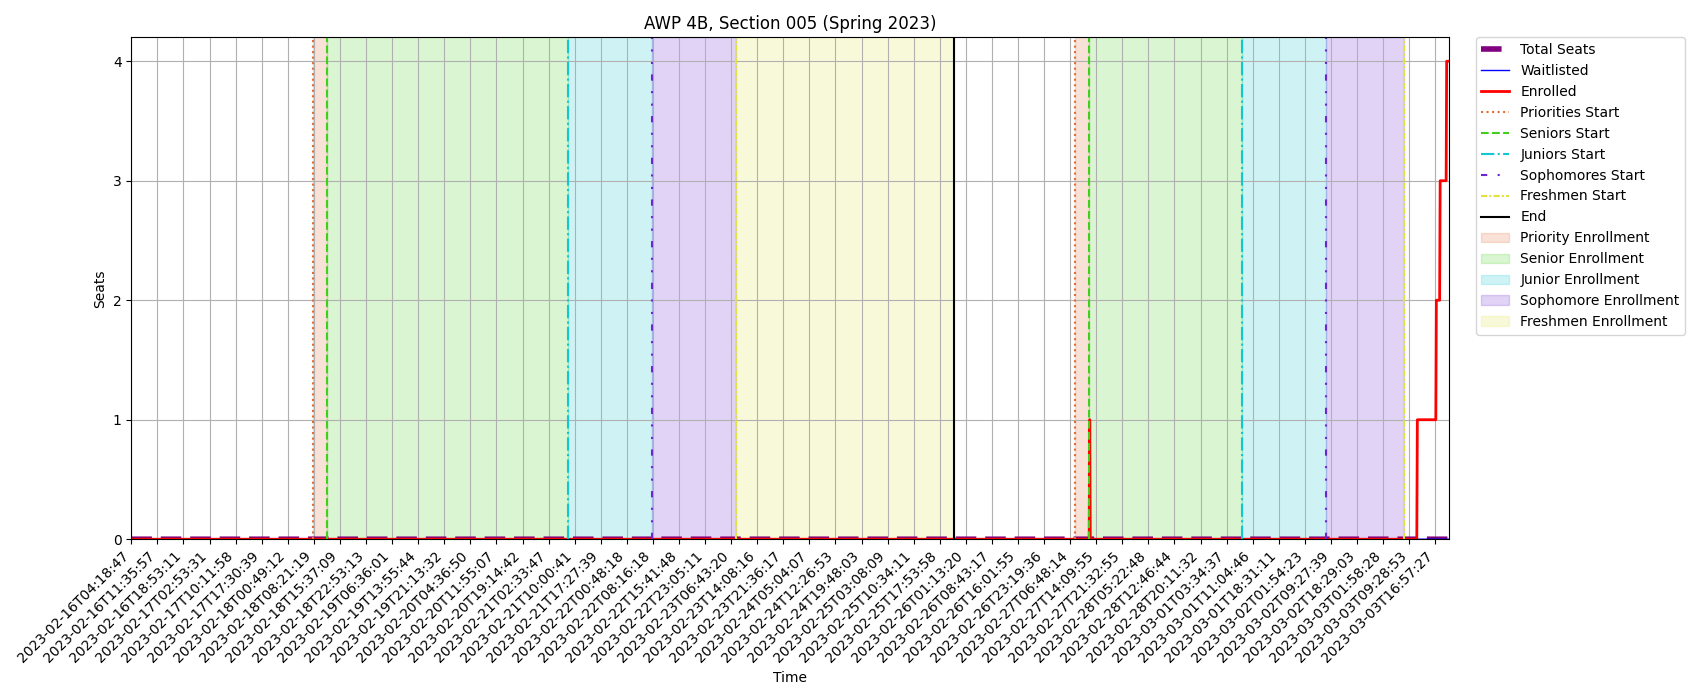 AWP 4B, Section 005 (Spring 2023)
Seats
4
3
2
1
0
Total Seats
Waitlisted
Enrolled
Priorities Start
Seniors Start
Juniors Start
Sophomores Start
Freshmen Start
End
Priority Enrollment
Senior Enrollment
Junior Enrollment
Sophomore Enrollment
Freshmen Enrollment
2023-02-16T04:18:47
2023-02-16T11:35:57
2023-02-16T18:53:11
2023-02-17T02:53:31
2023-02-17T10:11:58
2023-02-17T17:30:39
2023-02-18T00:49:12
2023-02-18T08:21:19
2023-02-18T15:37:09
2023-02-18T22:53:13
2023-02-19T06:36:01
2023-02-19T13:55:44
2023-02-19T21:13:32
2023-02-20T04:36:50
2023-02-20T11:55:07
2023-02-20T19:14:42
2023-02-21T02:33:47
2023-02-21T10:00:41
2023-02-21T17:27:39
2023-02-22T00:48:16
2023-02-22T08:16:18
2023-02-22T15:41:48
2023-02-22T23:05:11
2023-02-23T06:43:20
2023-02-23T14:08:16
2023-02-23T21:36:17
2023-02-24T05:04:07
2023-02-24T12:26:53
2023-02-24T19:48:03
2023-02-25T03:08:09
2023-02-25T10:34:11
2023-02-25T17:53:58
2023-02-26T01:13:20
2023-02-26T08:43:17
2023-02-26T16:01:55
2023-02-26T23:19:36
2023-02-27T06:48:14
2023-02-27T14:09:55
2023-02-27T21:32:55
2023-02-28T05:22:48
2023-02-28T12:46:44
2023-02-28T20:11:32
2023-03-01T03:34:37
2023-03-01T11:04:46
2023-03-01T18:31:11
2023-03-02T01:54:23
2023-03-02T09:27:39
2023-03-02T18:29:03
2023-03-03T01:58:28
2023-03-03T09:28:53
2023-03-03T16:57:27
Time